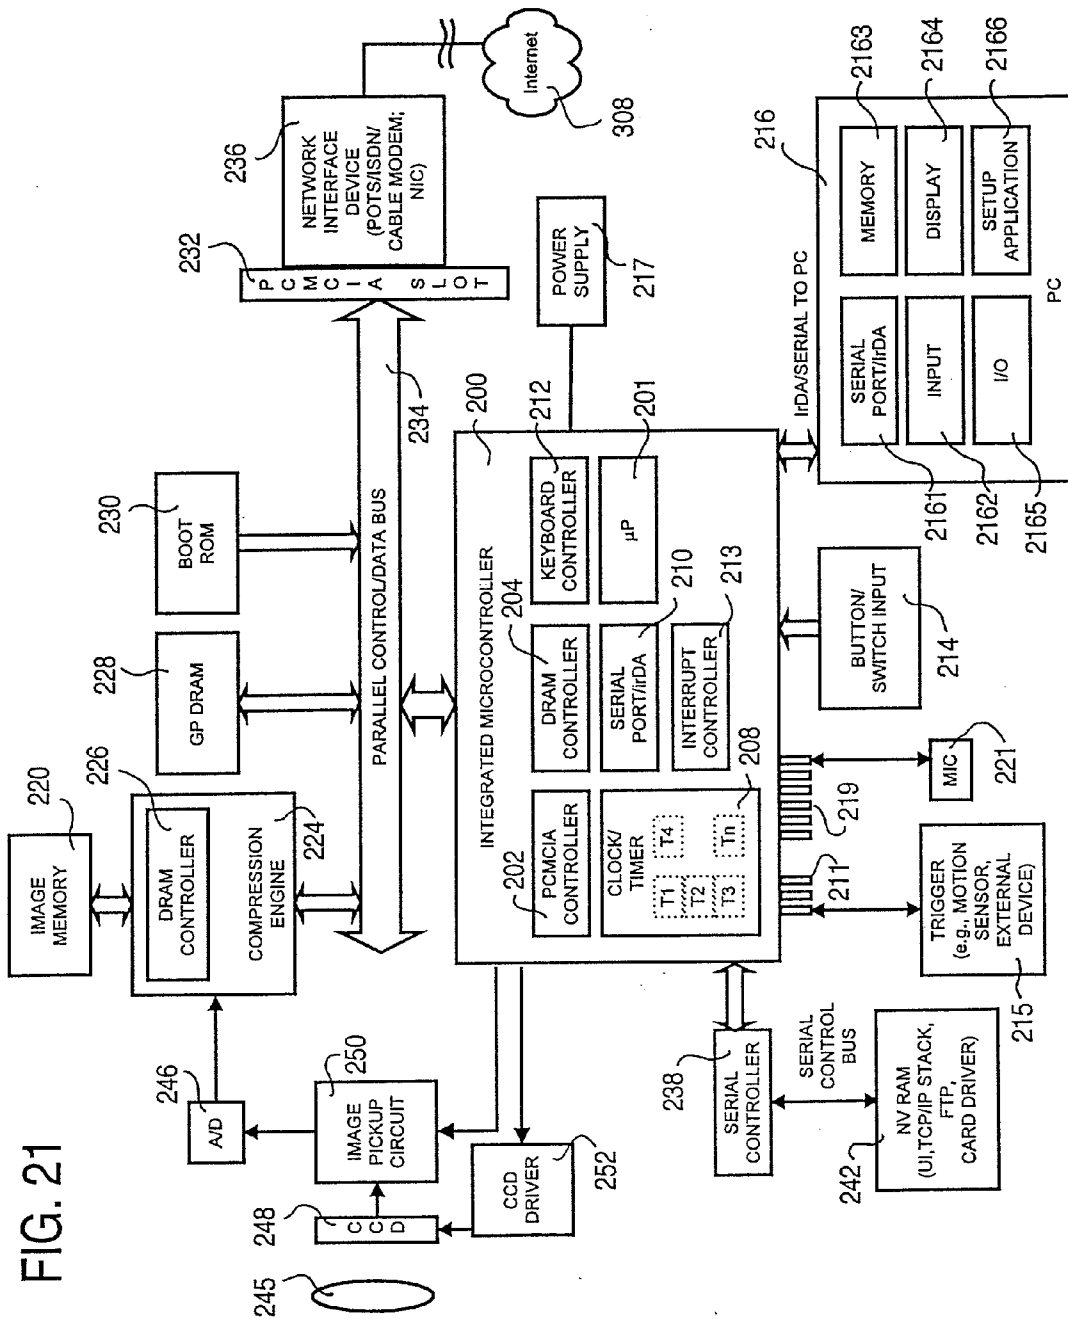 FIG. 21
245
248
C
C
D
246
A/D
250
IMAGE
PICKUP
CIRCUIT
CCD
DRIVER
252
220
IMAGE
MEMORY
226
DRAM
CONTROLLER
224
COMPRESSION
ENGINE
228
GP DRAM
230
BOOT
ROM
PARALLEL CONTROL/DATA BUS
234
232
P
C
M
C
I
A
S
L
O
T
236
NETWORK
INTERFACE
DEVICE
(POTS/ISDN/
CABLE MODEM;
NIC)
Internet
308
INTEGRATED MICROCONTROLLER
200
202
PCMCIA
CONTROLLER
204
DRAM
CONTROLLER
212
KEYBOARD
CONTROLLER
CLOCK/
TIMER
T1
T2
T3
T4
Tn
208
SERIAL
PORT/irDA
210
µP
201
INTERRUPT
CONTROLLER
213
POWER
SUPPLY
217
238
SERIAL
CONTROLLER
SERIAL
CONTROL
BUS
242
NV RAM
(UI,TCP/IP STACK,
FTP,
CARD DRIVER)
211
TRIGGER
(e.g., MOTION
SENSOR,
EXTERNAL
DEVICE)
215
219
MIC
221
BUTTON/
SWITCH INPUT
214
IrDA/SERIAL TO PC
216
SERIAL
PORT/IrDA
2161
MEMORY
2163
INPUT
2162
DISPLAY
2164
I/O
2165
SETUP
APPLICATION
2166
PC